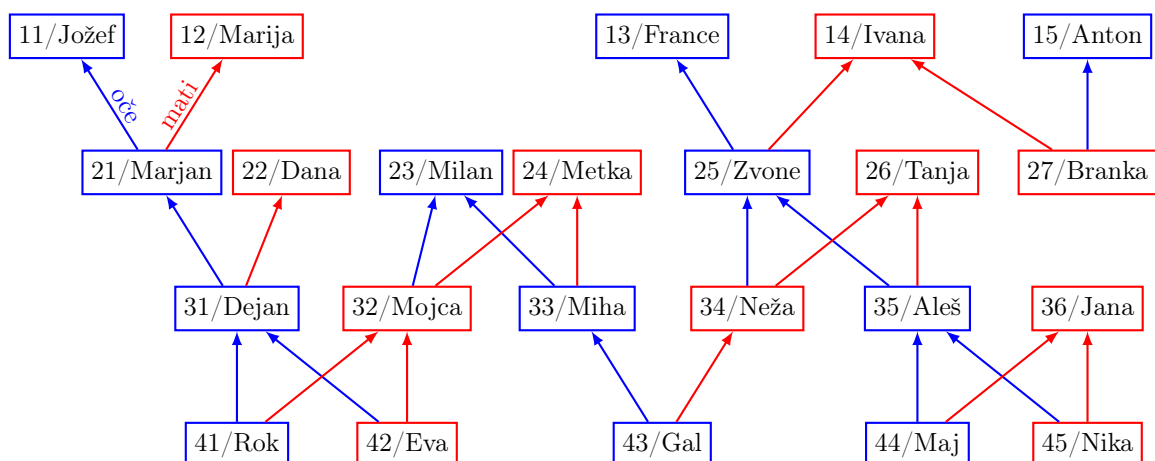 11/Jožef
12/Marija
13/France
14/Ivana
15/Anton
oče
mati
21/Marjan
22/Dana
23/Milan
24/Metka
25/Zvone
26/Tanja
27/Branka
31/Dejan
32/Mojca
33/Miha
34/Neža
35/Aleš
36/Jana
41/Rok
42/Eva
43/Gal
44/Maj
45/Nika